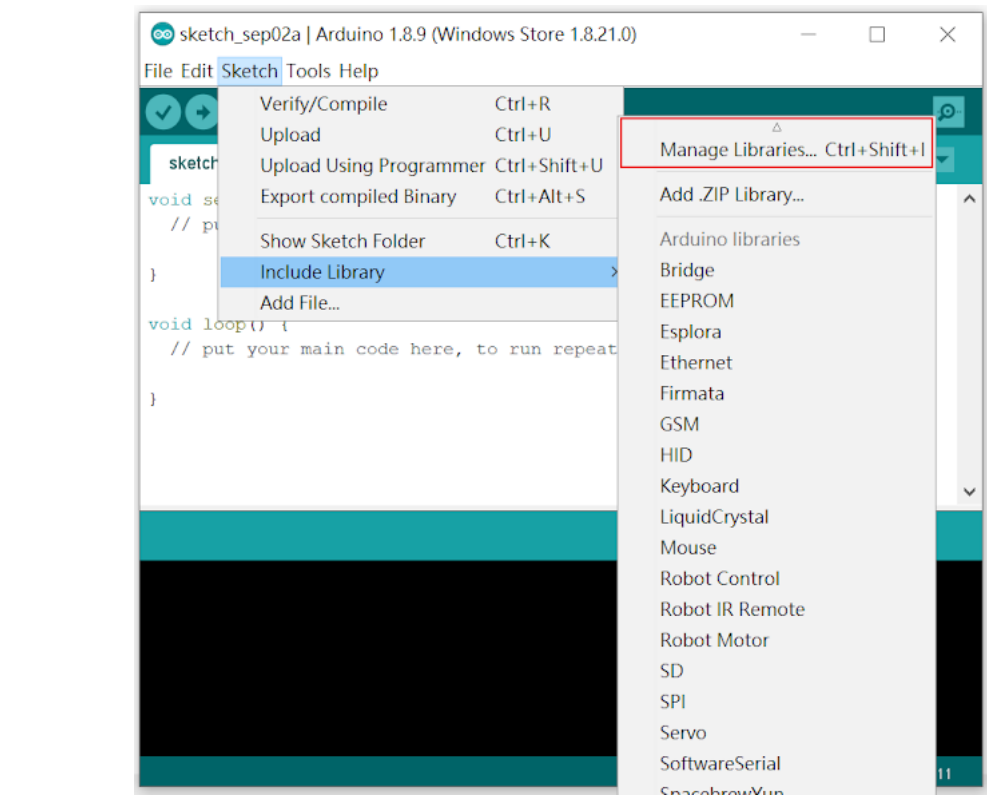 sketch_sep02a | Arduino 1.8.9 (Windows Store 1.8.21.0)
File Edit Sketch Tools Help
Verify/Compile Ctrl+R
Upload Ctrl+U
Upload Using Programmer Ctrl+Shift+U
Export compiled Binary Ctrl+Alt+S
Show Sketch Folder Ctrl+K
Include Library
Add File...
Manage Libraries... Ctrl+Shift+I
Add .ZIP Library...
Arduino libraries
Bridge
EEPROM
Esplora
Ethernet
Firmata
GSM
HID
Keyboard
LiquidCrystal
Mouse
Robot Control
Robot IR Remote
Robot Motor
SD
SPI
Servo
SoftwareSerial
SpacebrewYun
sketch
void se
// pu
}
void loop() {
// put your main code here, to run repeat
}
11